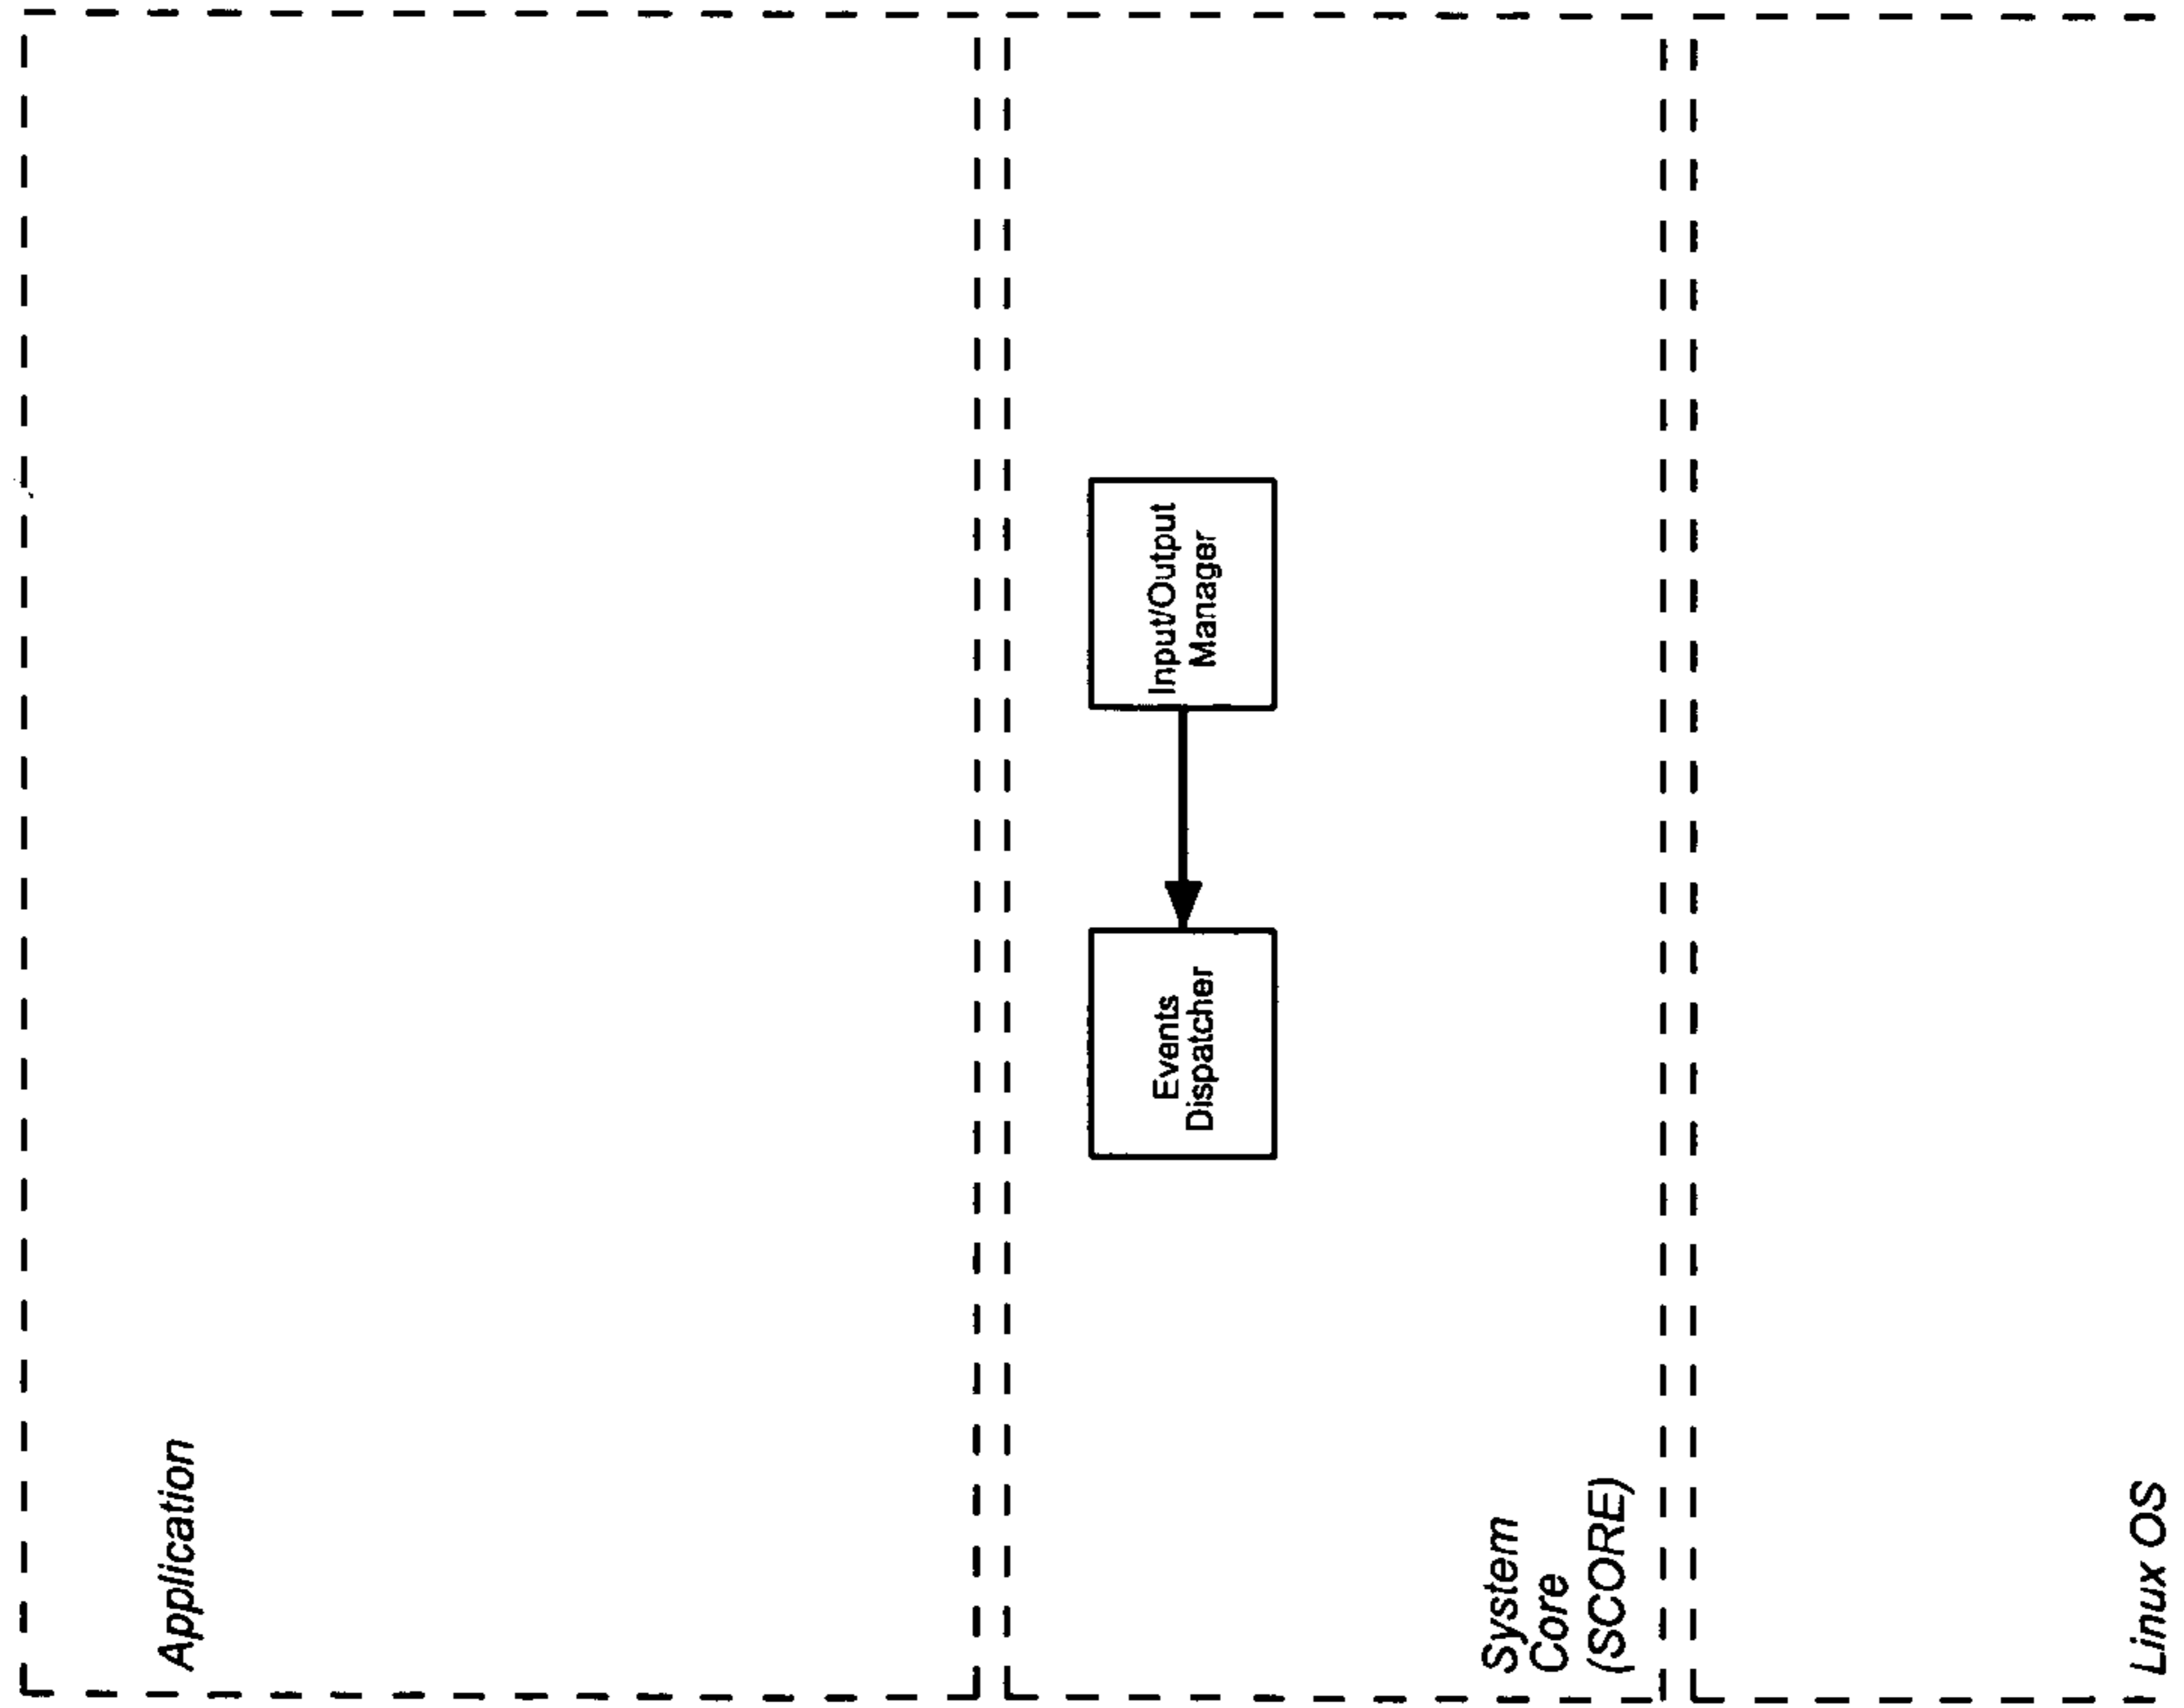 Application
Events
Dispatcher
Input/Output
Manager
System
Core
(SCORE)
Linux OS